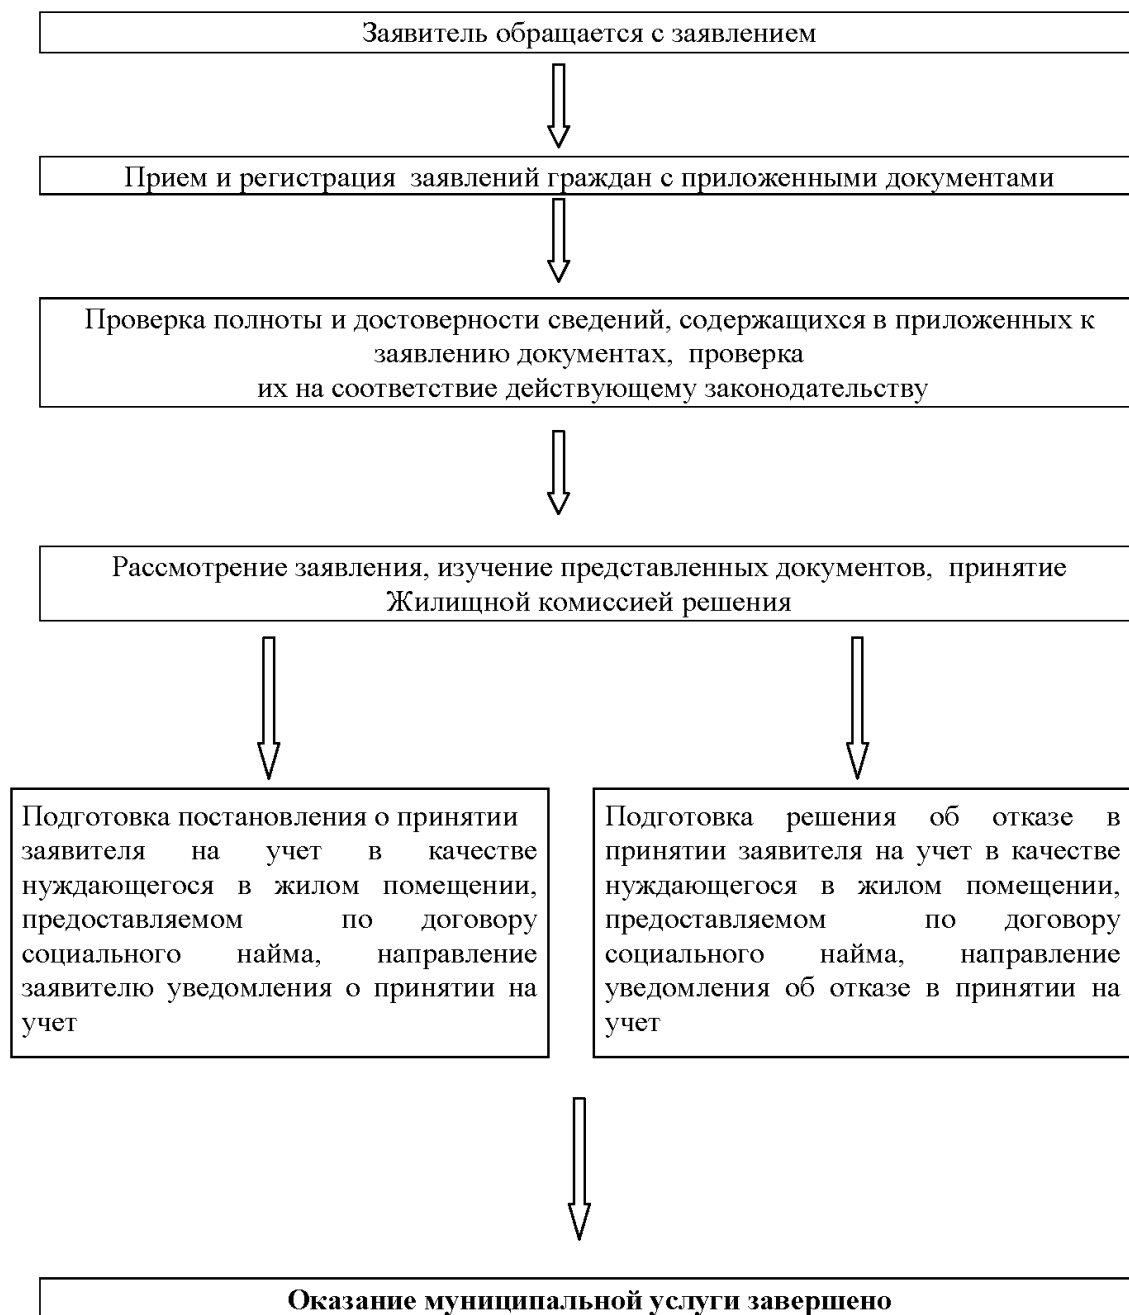 Заявитель обращается с заявлением
Прием и регистрация  заявлений граждан с приложенными документами
Проверка полноты и достоверности сведений, содержащихся в приложенных к
заявлению документах,  проверка
их на соответствие действующему законодательству
Рассмотрение заявления, изучение представленных документов,  принятие
Жилищной комиссией решения
Подготовка постановления о принятии
заявителя на учет в качестве
нуждающегося в жилом помещении,
предоставляемом по договору
социального найма, направление
заявителю уведомления о принятии на
учет
Подготовка решения об отказе в
принятии заявителя на учет в качестве
нуждающегося в жилом помещении,
предоставляемом по договору
социального найма, направление
уведомления об отказе в принятии на
учет
Оказание муниципальной услуги завершено